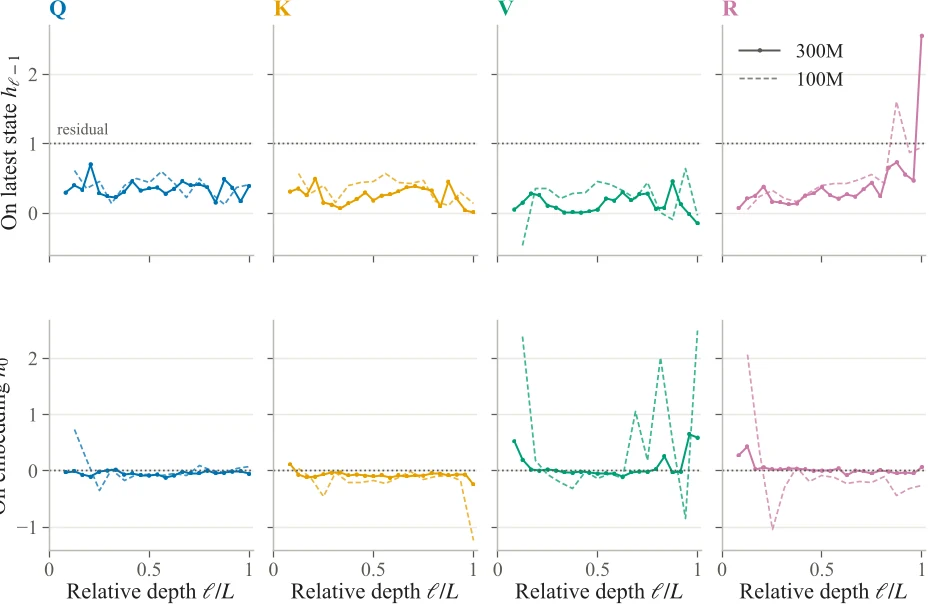 Q K V R
On latest state hℓ−1
2
1
0
residual
300M
100M
On embedding h0
2
1
0
−1
0 0.5 1 0 0.5 1 0 0.5 1 0 0.5 1
Relative depth ℓ/L Relative depth ℓ/L Relative depth ℓ/L Relative depth ℓ/L